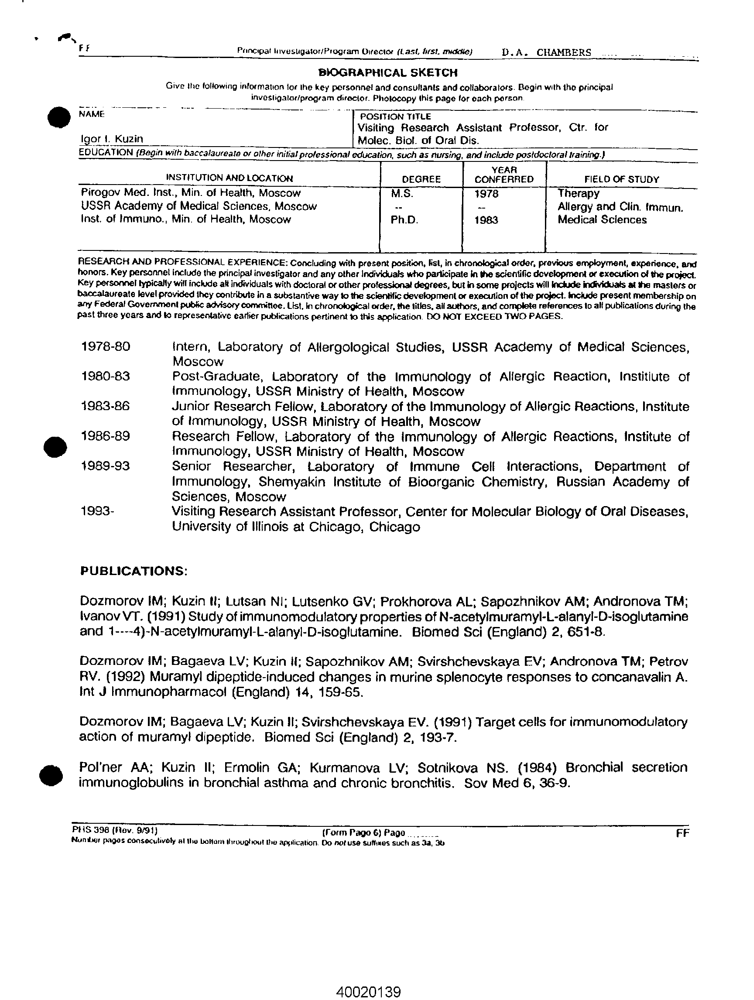 FF
Principal Investigator/Program Director (Last, first, middle) D.A. CHAMBERS
BIOGRAPHICAL SKETCH
Give the following information for the key personnel and consultants and collaborators. Begin with the principal
investigator/program director. Photocopy this page for each person.
NAME
POSITION TITLE
Igor I. Kuzin
Visiting Research Assistant Professor, Ctr. for
Molec. Biol. of Oral Dis.
EDUCATION (Begin with baccalaureate or other initial professional education, such as nursing, and include postdoctoral training.)
INSTITUTION AND LOCATION DEGREE YEAR CONFERRED FIELD OF STUDY
Pirogov Med. Inst., Min. of Health, Moscow M.S. 1978 Therapy
USSR Academy of Medical Sciences, Moscow -- -- Allergy and Clin. Immun.
Inst. of Immuno., Min. of Health, Moscow Ph.D. 1983 Medical Sciences
RESEARCH AND PROFESSIONAL EXPERIENCE: Concluding with present position, list, in chronological order, previous employment, experience, and
honors. Key personnel include the principal investigator and any other individuals who participate in the scientific development or execution of the project.
Key personnel typically will include all individuals with doctoral or other professional degrees, but in some projects will include individuals at the masters or
baccalaureate level provided they contribute in a substantive way to the scientific development or execution of the project. Include present membership on
any Federal Government public advisory committee. List, in chronological order, the titles, all authors, and complete references to all publications during the
past three years and to representative earlier publications pertinent to this application. DO NOT EXCEED TWO PAGES.
1978-80 Intern, Laboratory of Allergological Studies, USSR Academy of Medical Sciences,
Moscow
1980-83 Post-Graduate, Laboratory of the Immunology of Allergic Reaction, Institiute of
Immunology, USSR Ministry of Health, Moscow
1983-86 Junior Research Fellow, Laboratory of the Immunology of Allergic Reactions, Institute
of Immunology, USSR Ministry of Health, Moscow
1986-89 Research Fellow, Laboratory of the Immunology of Allergic Reactions, Institute of
Immunology, USSR Ministry of Health, Moscow
1989-93 Senior Researcher, Laboratory of Immune Cell Interactions, Department of
Immunology, Shemyakin Institute of Bioorganic Chemistry, Russian Academy of
Sciences, Moscow
1993- Visiting Research Assistant Professor, Center for Molecular Biology of Oral Diseases,
University of Illinois at Chicago, Chicago
PUBLICATIONS:
Dozmorov IM; Kuzin II; Lutsan NI; Lutsenko GV; Prokhorova AL; Sapozhnikov AM; Andronova TM;
Ivanov VT. (1991) Study of immunomodulatory properties of N-acetylmuramyl-L-alanyl-D-isoglutamine
and 1----4)-N-acetylmuramyl-L-alanyl-D-isoglutamine. Biomed Sci (England) 2, 651-8.
Dozmorov IM; Bagaeva LV; Kuzin II; Sapozhnikov AM; Svirshchevskaya EV; Andronova TM; Petrov
RV. (1992) Muramyl dipeptide-induced changes in murine splenocyte responses to concanavalin A.
Int J Immunopharmacol (England) 14, 159-65.
Dozmorov IM; Bagaeva LV; Kuzin II; Svirshchevskaya EV. (1991) Target cells for immunomodulatory
action of muramyl dipeptide. Biomed Sci (England) 2, 193-7.
Pol'ner AA; Kuzin II; Ermolin GA; Kurmanova LV; Sotnikova NS. (1984) Bronchial secretion
immunoglobulins in bronchial asthma and chronic bronchitis. Sov Med 6, 36-9.
PHS 398 (Rev. 9/91) (Form Page 6) Page FF
Number pages consecutively at the bottom throughout the application. Do not use suffixes such as 3a, 3b
40020139